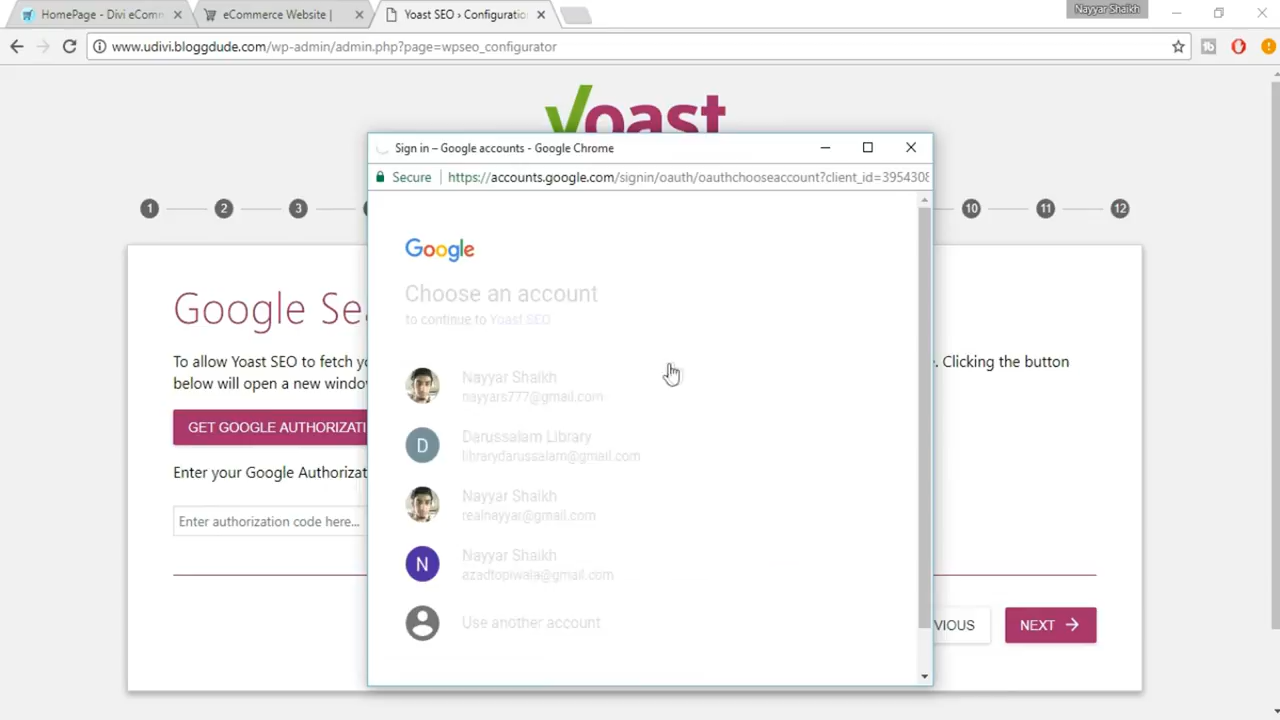 HomePage - Divi eComm
eCommerce Website |
Yoast SEO › Configuratio
Nayyar Shaikh
www.udivi.bloggdude.com/wp-admin/admin.php?page=wpseo_configurator
yoast
Sign in – Google accounts - Google Chrome
Secure
https://accounts.google.com/signin/oauth/oauthchooseaccount?client_id=3954308
1
2
3
10
11
12
Google
Choose an account
to continue to Yoast SEO
Nayyar Shaikh
nayyars777@gmail.com
D
Darussalam Library
librarydarussalam@gmail.com
Nayyar Shaikh
realnayyar@gmail.com
N
Nayyar Shaikh
azadtopiwala@gmail.com
Use another account
Google Se
To allow Yoast SEO to fetch yo
. Clicking the button
below will open a new window
GET GOOGLE AUTHORIZATI
Enter your Google Authorizat
Enter authorization code here...
VIOUS
NEXT